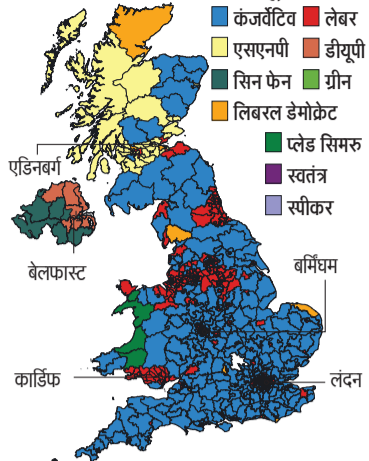 कंजर्वेटिव लेबर
एसएनपी डीयूपी
सिन फेन ग्रीन
लिबरल डेमोक्रेट
प्लेड सिमरु
स्वतंत्र
स्पीकर
एडिनबर्ग
बेलफास्ट
बर्मिंघम
कार्डिफ
लंदन